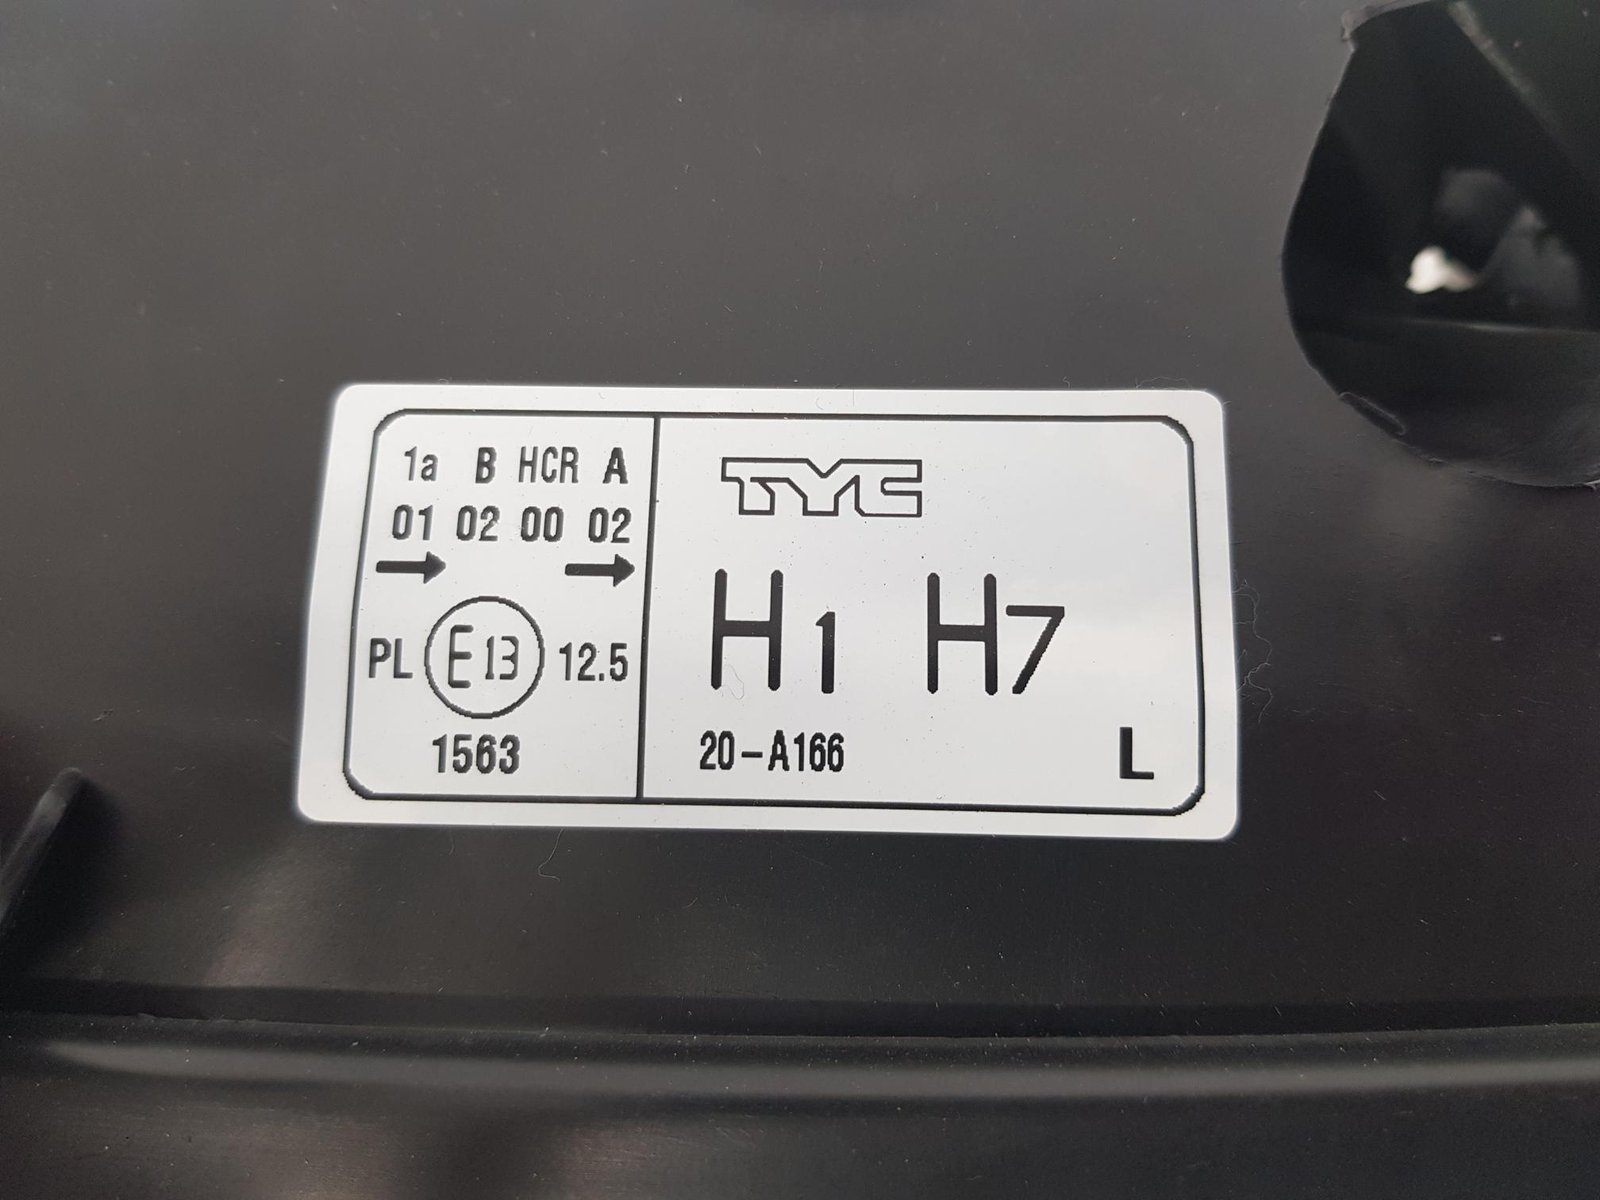 1a B HCR A
01 02 00 02
PL E13 12.5
1563
TYC
H1 H7
20-A166
L